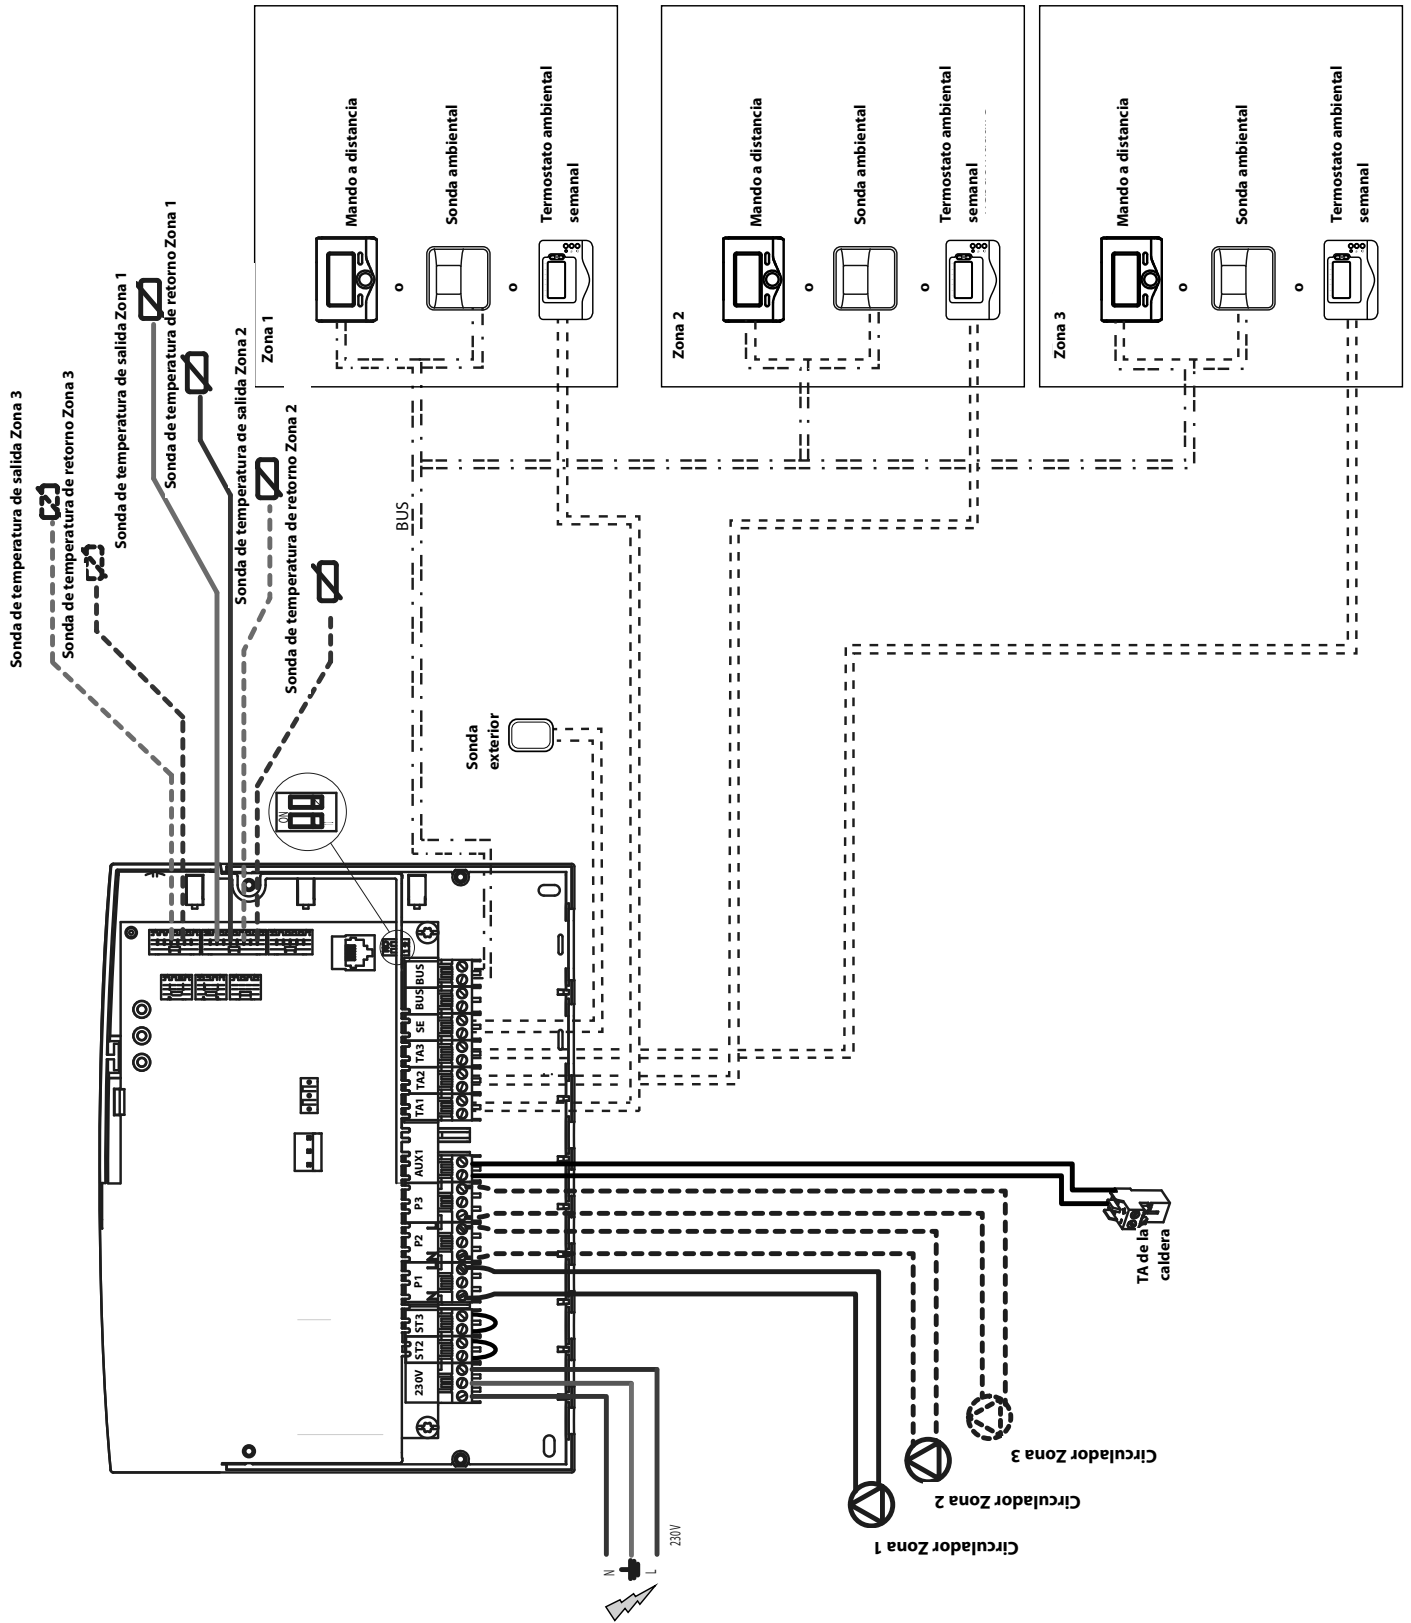 Sonda de temperatura de salida Zona 3
Sonda de temperatura de retorno Zona 3
Sonda de temperatura de salida Zona 1
Sonda de temperatura de retorno Zona 1
Sonda de temperatura de salida Zona 2
Sonda de temperatura de retorno Zona 2
Zona 1
Mando a distancia
Sonda ambiental
Termostato ambiental
semanal
Zona 2
Mando a distancia
Sonda ambiental
Termostato ambiental
semanal
Zona 3
Mando a distancia
Sonda ambiental
Termostato ambiental
semanal
BUS
Sonda
exterior
ON
230V
ST2
ST3
P1
P2
P3
AUX1
TA1
TA2
TA3
SE
BUS
BUS
N
L
N
L
N
L
230V
TA de la
caldera
Circulador Zona 1
Circulador Zona 2
Circulador Zona 3